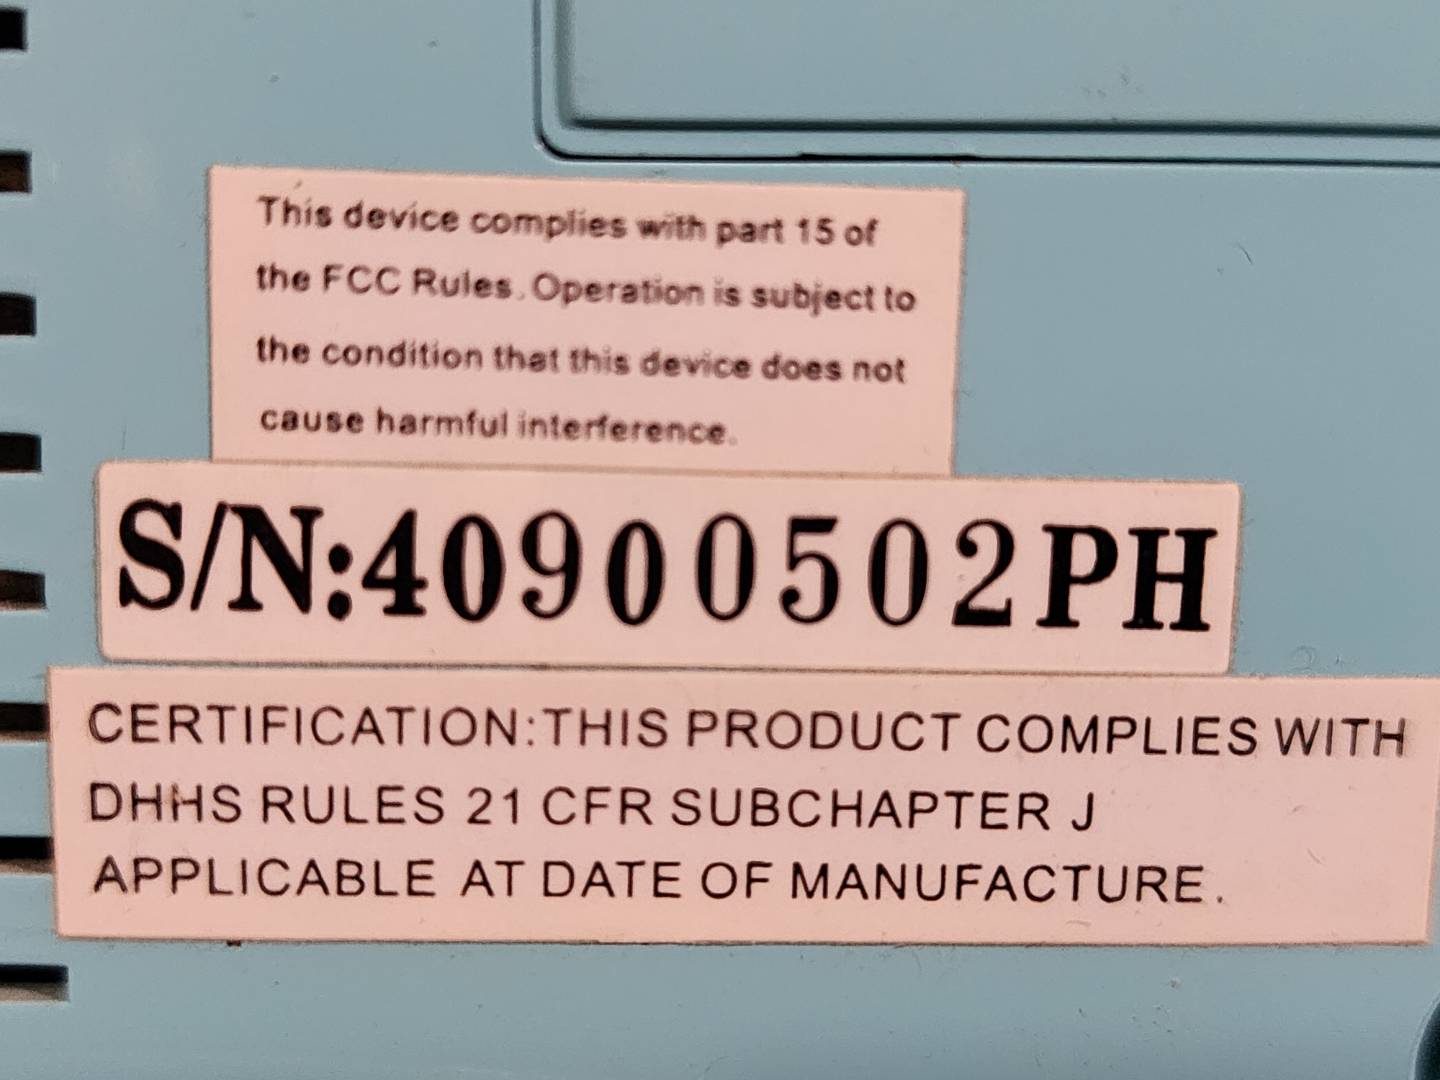 This device complies with part 15 of
the FCC Rules. Operation is subject to
the condition that this device does not
cause harmful interference.
S/N:40900502PH
CERTIFICATION:THIS PRODUCT COMPLIES WITH
DHHS RULES 21 CFR SUBCHAPTER J
APPLICABLE AT DATE OF MANUFACTURE.